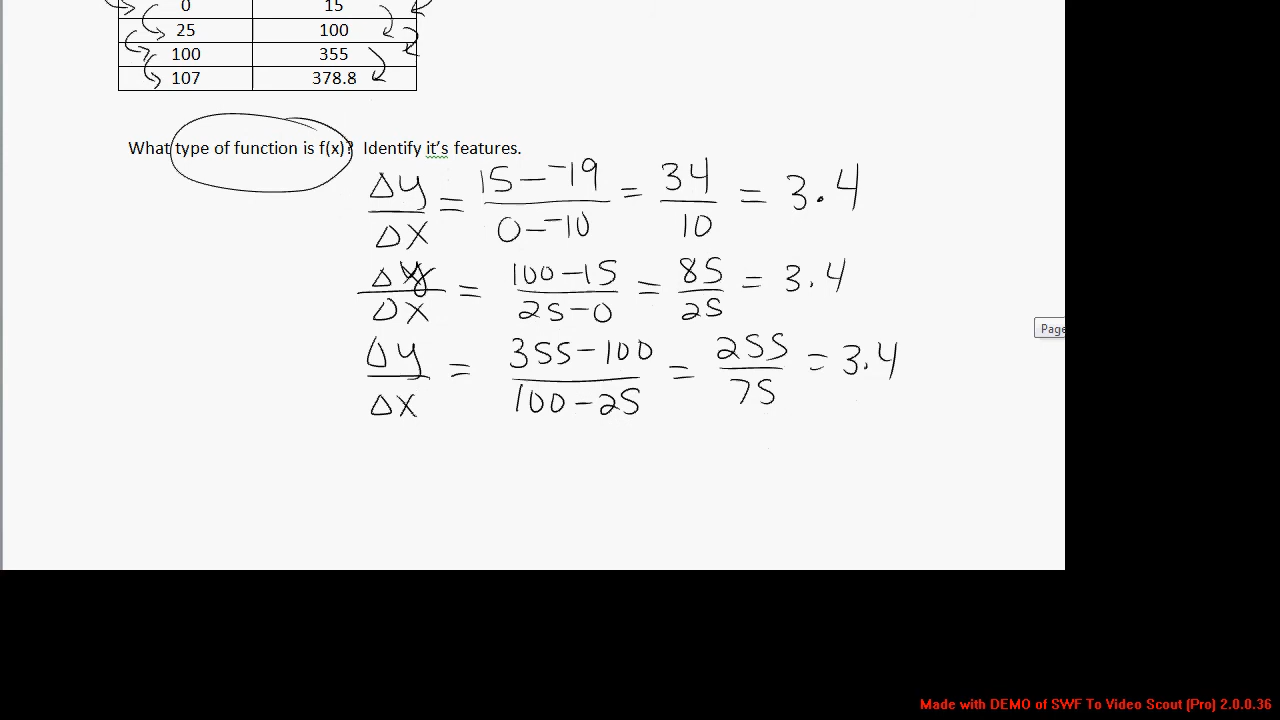 0 15
25 100
100 355
107 378.8
What type of function is f(x)? Identify it's features.
Δy/Δx = 15 - -19/0 - -10 = 34/10 = 3.4
Δy/Δx = 100-15/25-0 = 85/25 = 3.4
Δy/Δx = 355-100/100-25 = 255/75 = 3.4
Page
Made with DEMO of SWF To Video Scout (Pro) 2.0.0.36